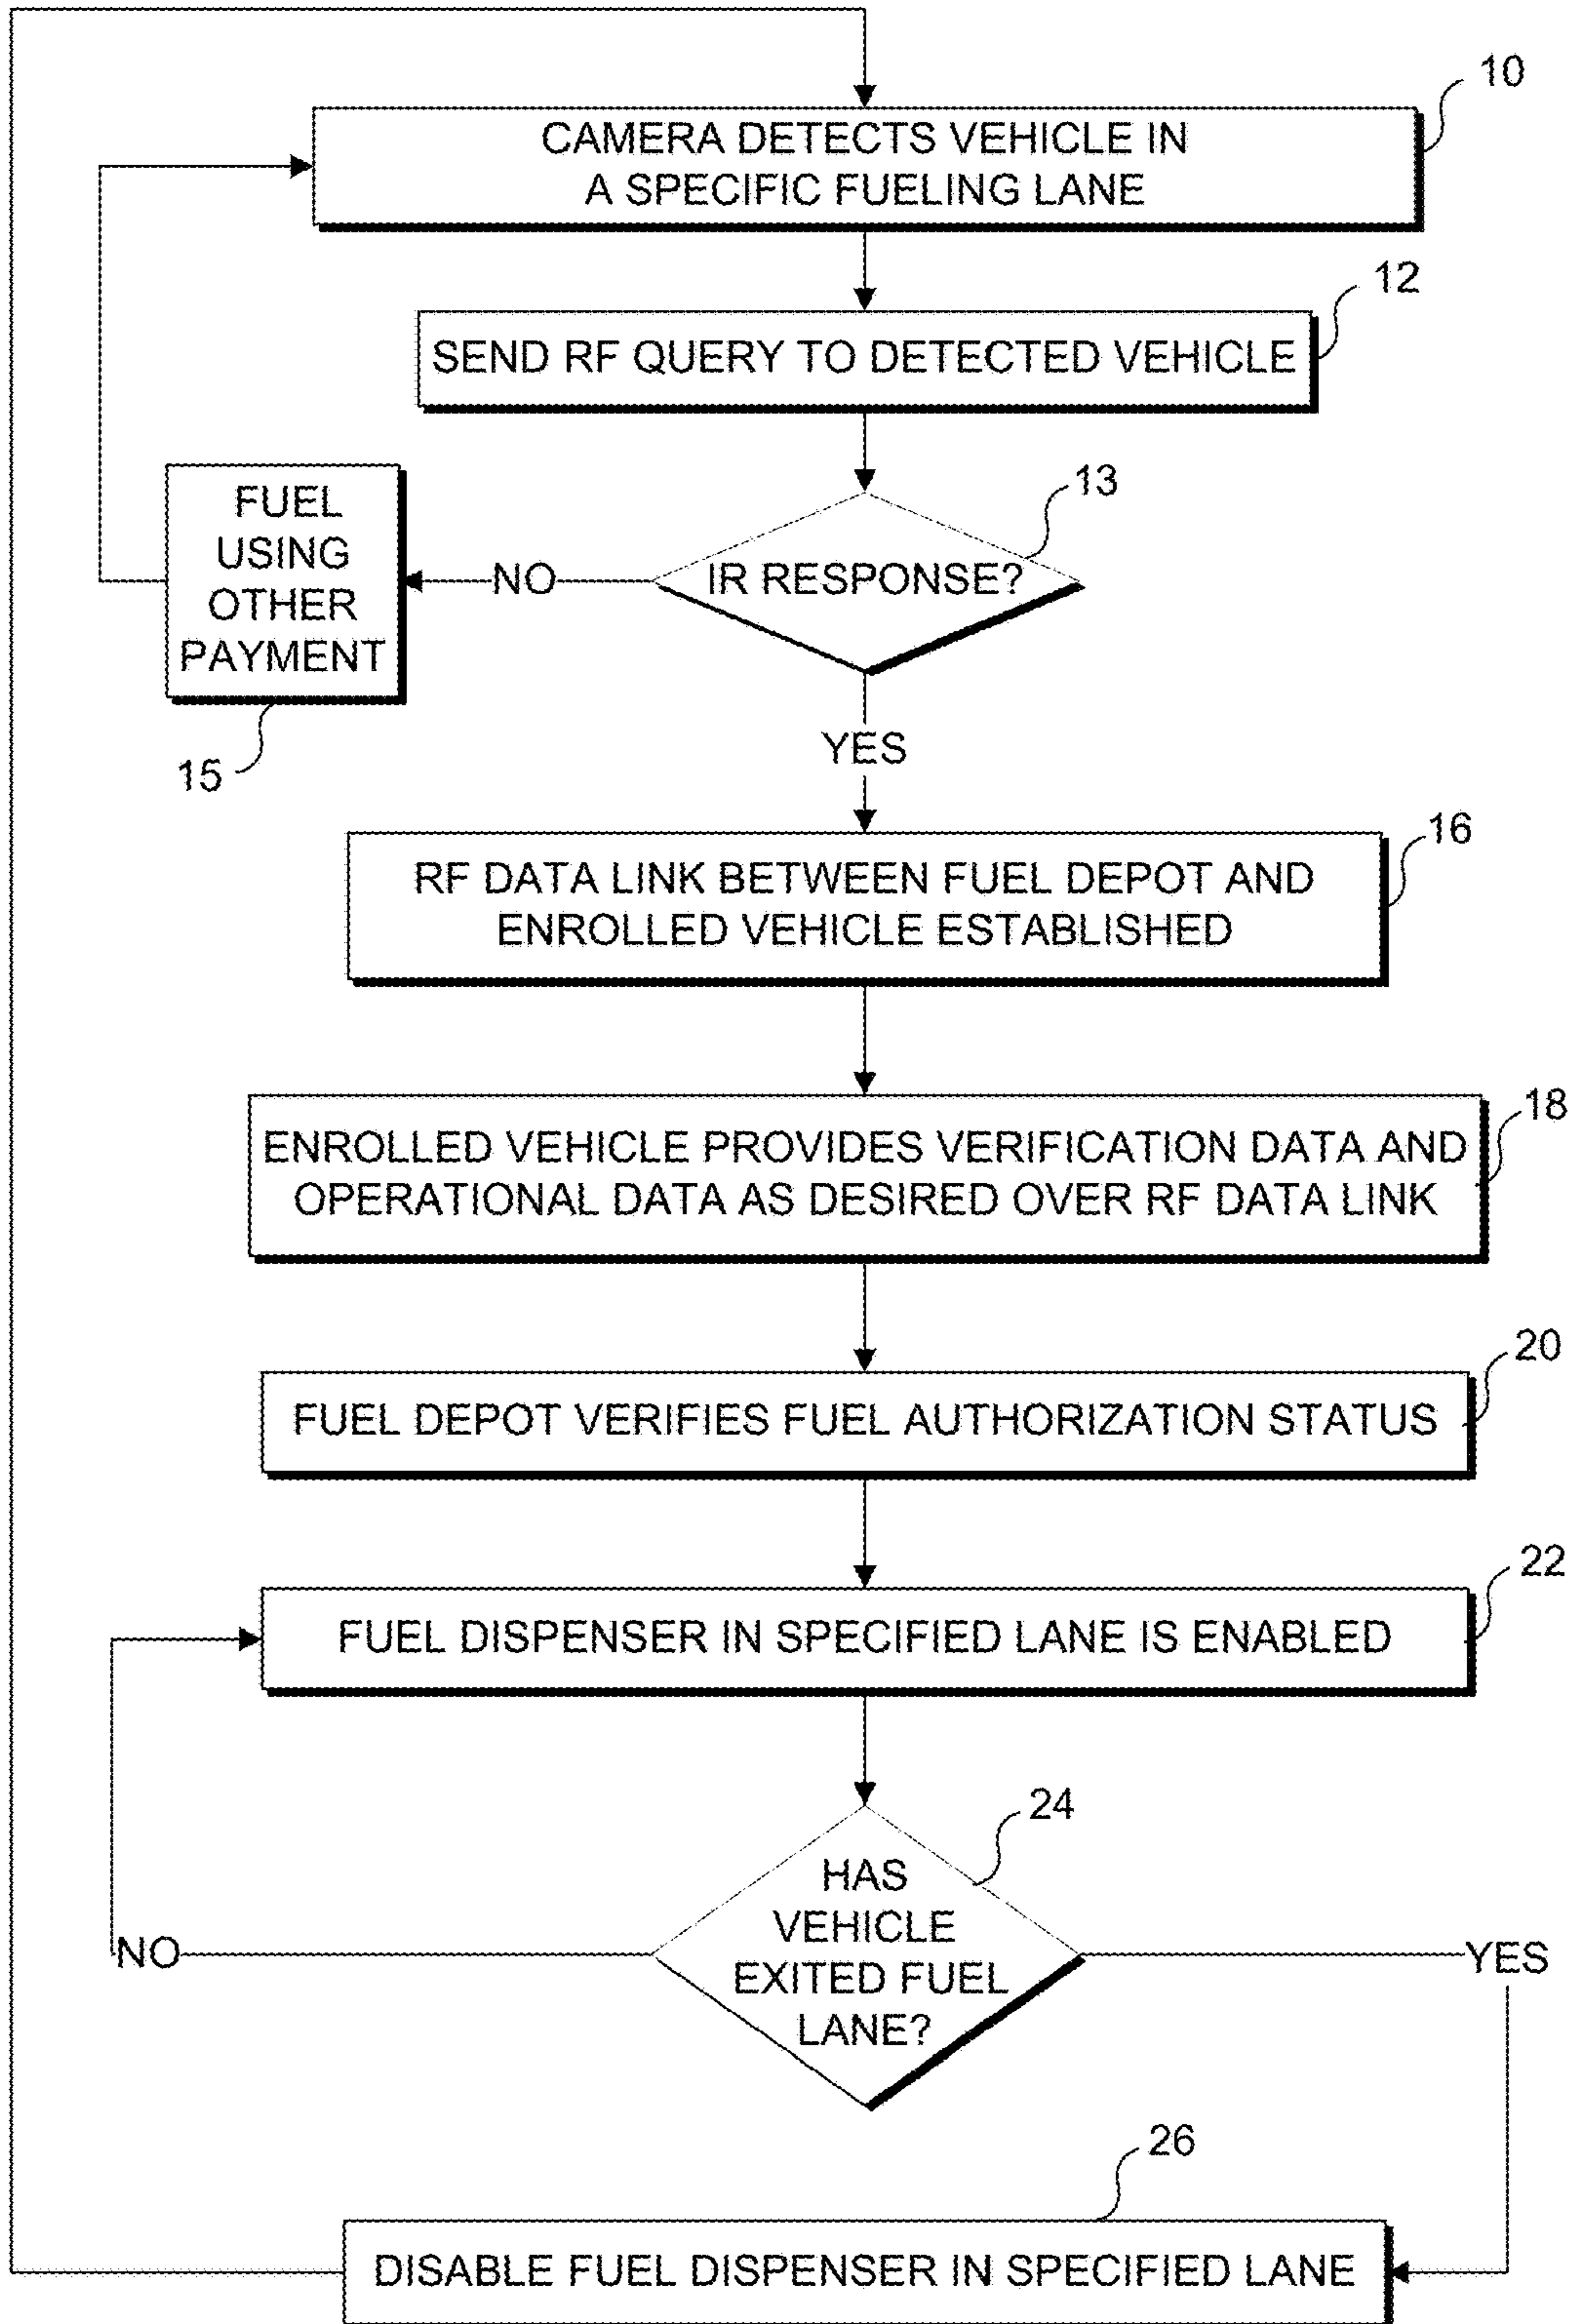 10
CAMERA DETECTS VEHICLE IN
A SPECIFIC FUELING LANE
12
SEND RF QUERY TO DETECTED VEHICLE
13
IR RESPONSE?
NO
FUEL
USING
OTHER
PAYMENT
15
YES
16
RF DATA LINK BETWEEN FUEL DEPOT AND
ENROLLED VEHICLE ESTABLISHED
18
ENROLLED VEHICLE PROVIDES VERIFICATION DATA AND
OPERATIONAL DATA AS DESIRED OVER RF DATA LINK
20
FUEL DEPOT VERIFIES FUEL AUTHORIZATION STATUS
22
FUEL DISPENSER IN SPECIFIED LANE IS ENABLED
24
HAS
VEHICLE
EXITED FUEL
LANE?
NO
YES
26
DISABLE FUEL DISPENSER IN SPECIFIED LANE